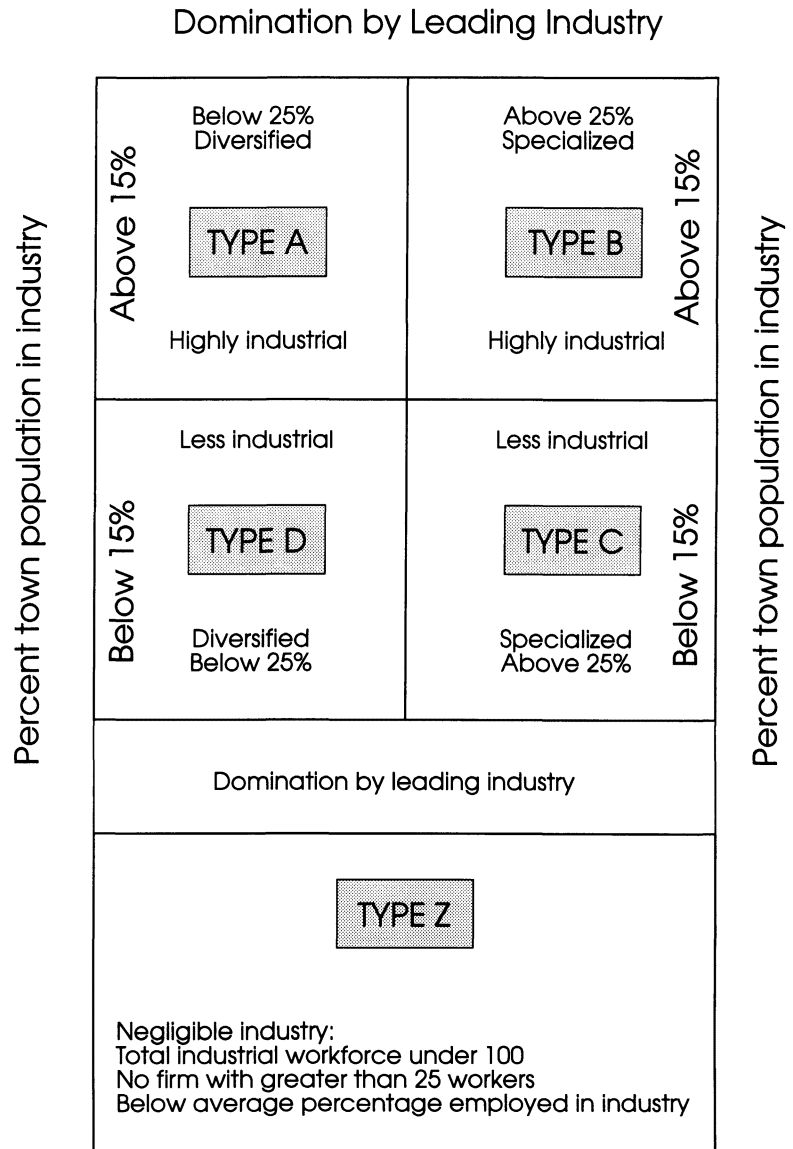 Domination by Leading Industry
Percent town population in industry
Above 15%
Below 25%
Diversified
TYPE A
Highly industrial
Above 25%
Specialized
TYPE B
Highly industrial
Above 15%
Percent town population in industry
Below 15%
Less industrial
TYPE D
Diversified
Below 25%
Less industrial
TYPE C
Specialized
Above 25%
Below 15%
Domination by leading industry
TYPE Z
Negligible industry:
Total industrial workforce under 100
No firm with greater than 25 workers
Below average percentage employed in industry